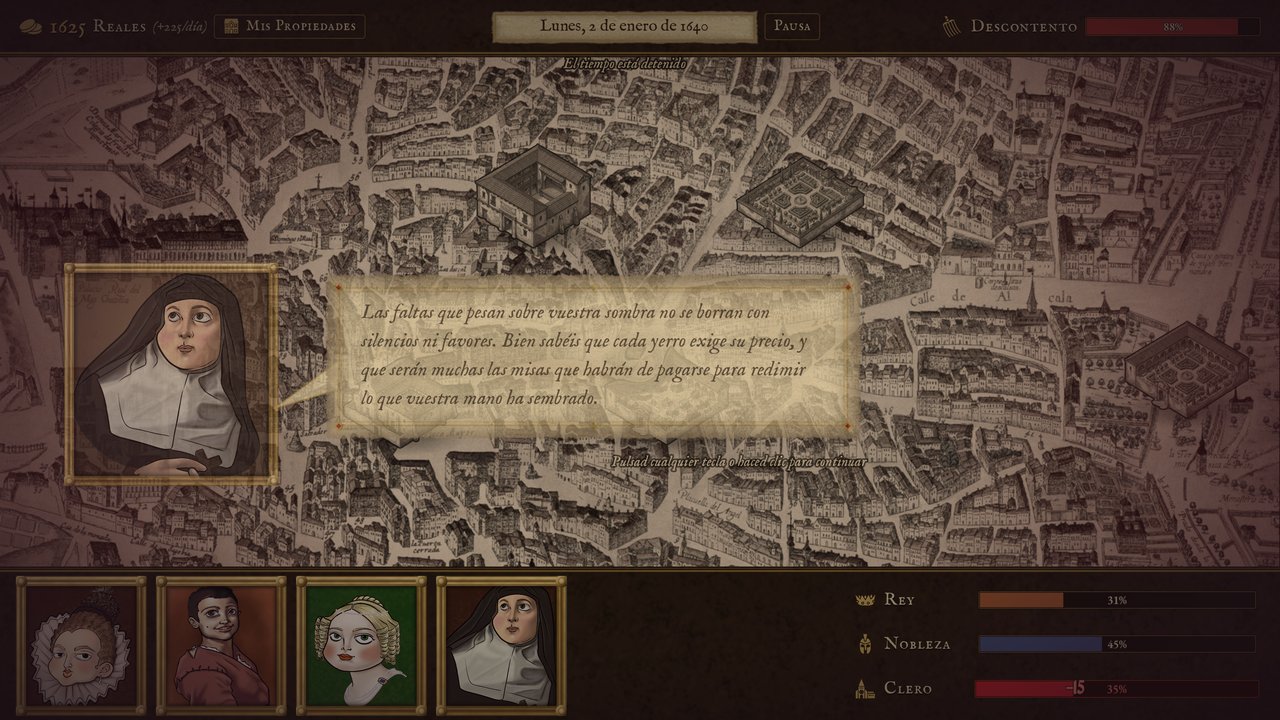 1625 Reales (+225/día)
Mis Propiedades
Lunes, 2 de enero de 1640
Pausa
Descontento
88%
El tiempo está detenido
Calle de Al cala
Las faltas que pesan sobre vuestra sombra no se borran con
silencios ni favores. Bien sabéis que cada yerro exige su precio, y
que serán muchas las misas que habrán de pagarse para redimir
lo que vuestra mano ha sembrado.
Pulsad cualquier tecla o haced clic para continuar
cerrada
Rey
31%
Nobleza
45%
Clero
-15
35%